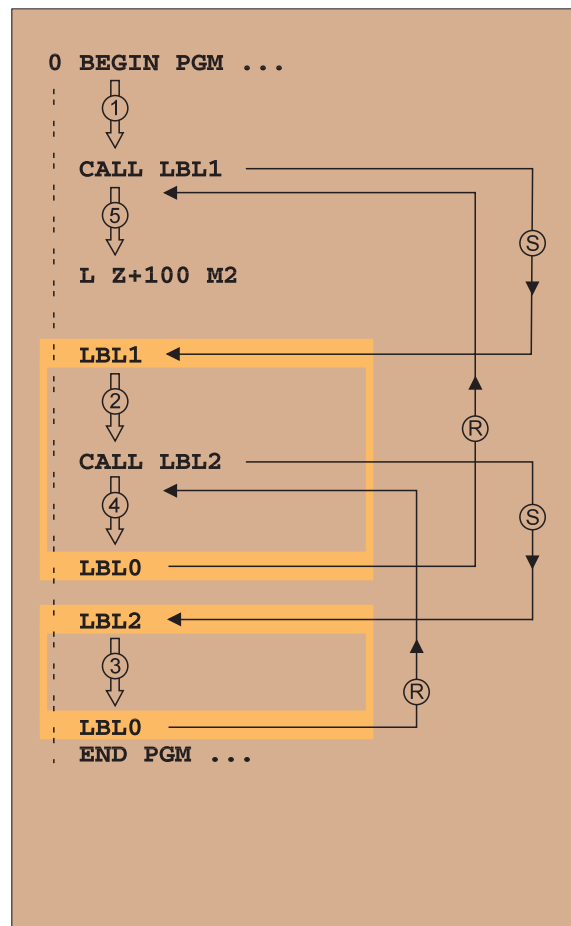 0 BEGIN PGM ...
1
CALL LBL1
5
S
L Z+100 M2
LBL1
2
R
CALL LBL2
4
S
LBL0
LBL2
3
R
LBL0
END PGM ...